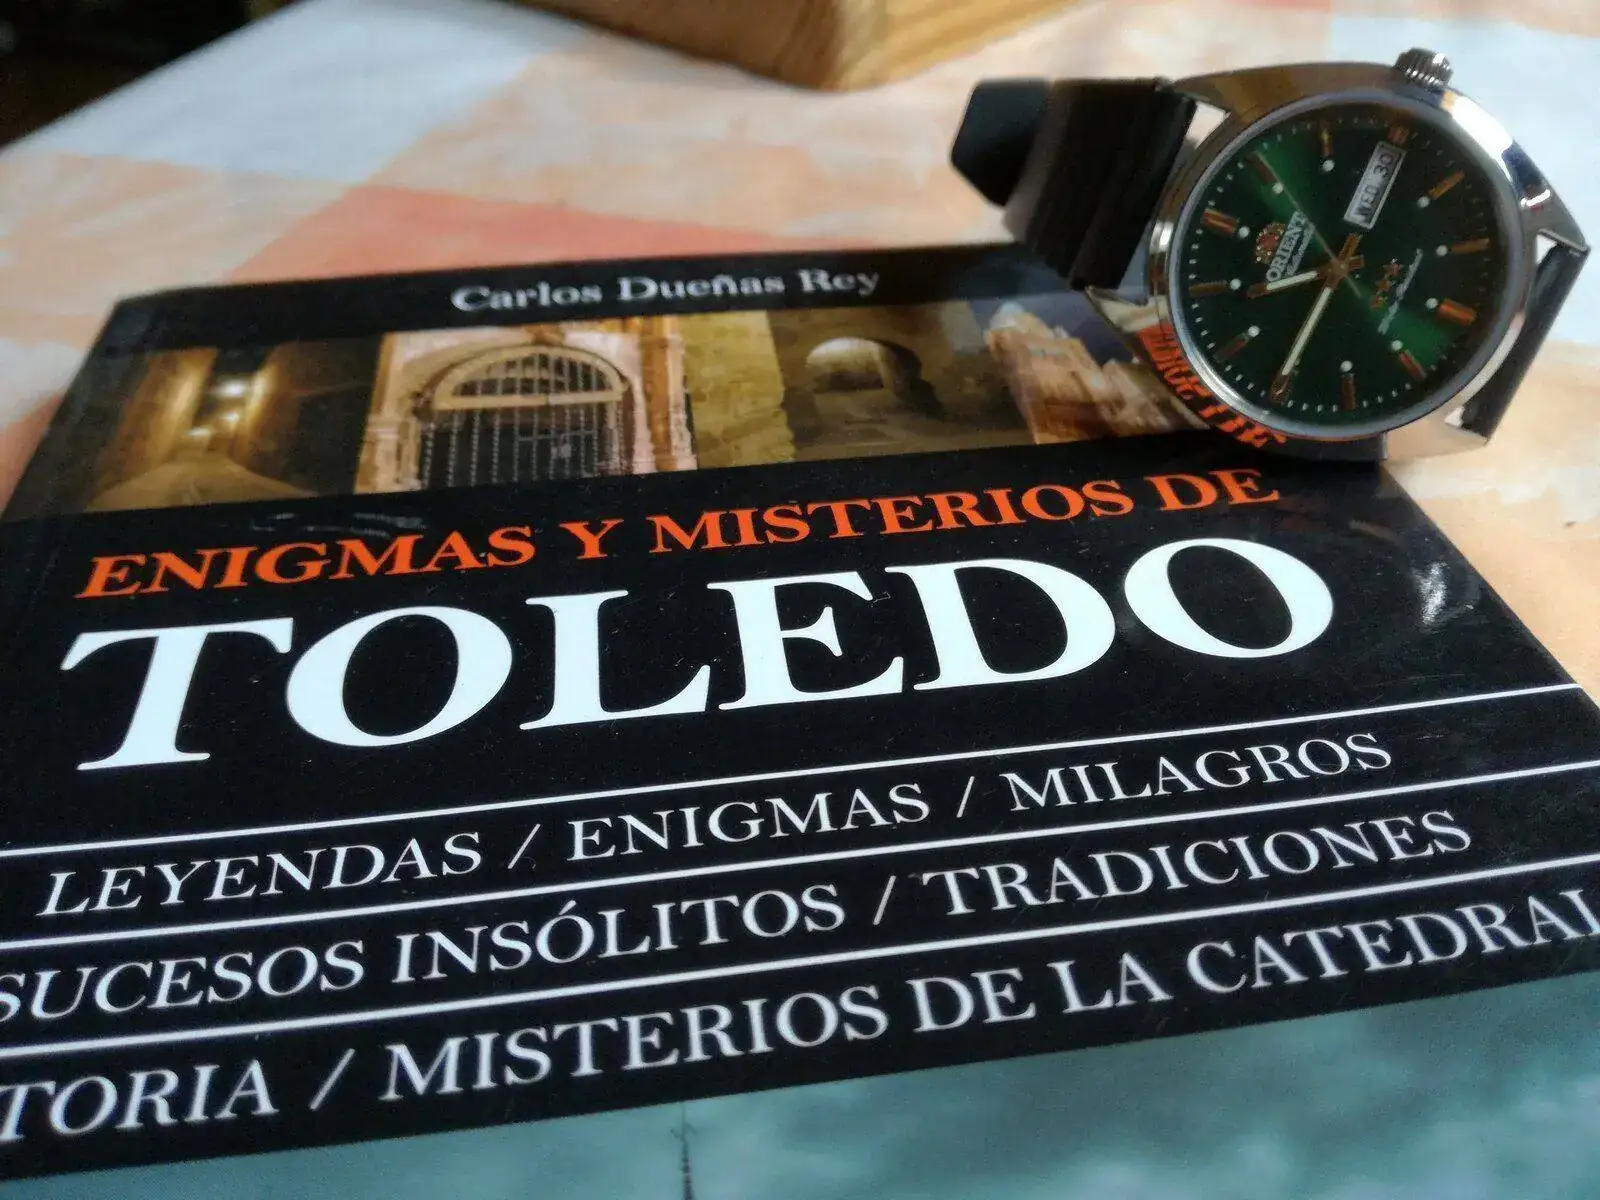 Carlos Dueñas Rey
ENIGMAS Y MISTERIOS DE
TOLEDO
LEYENDAS / ENIGMAS / MILAGROS
SUCESOS INSÓLITOS / TRADICIONES
TORIA / MISTERIOS DE LA CATEDRAL
ORIENT
WED 30